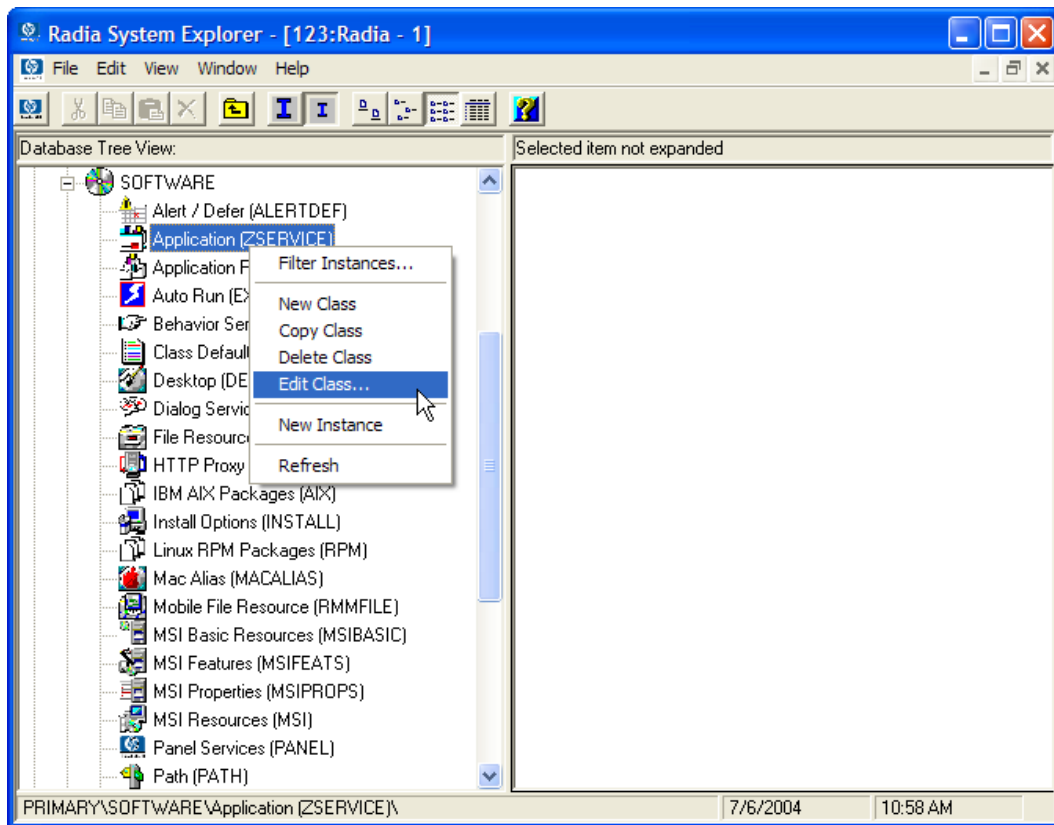 Radia System Explorer - [123:Radia - 1]
File Edit View Window Help
Database Tree View:
Selected item not expanded
SOFTWARE
Alert / Defer (ALERTDEF)
Application (ZSERVICE)
Application F
Auto Run (EX
Behavior Ser
Class Defaul
Desktop (DE
Dialog Servic
File Resourc
HTTP Proxy
IBM AIX Packages (AIX)
Install Options (INSTALL)
Linux RPM Packages (RPM)
Mac Alias (MACALIAS)
Mobile File Resource (RMMFILE)
MSI Basic Resources (MSIBASIC)
MSI Features (MSIFEATS)
MSI Properties (MSIPROPS)
MSI Resources (MSI)
Panel Services (PANEL)
Path (PATH)
Filter Instances...
New Class
Copy Class
Delete Class
Edit Class...
New Instance
Refresh
PRIMARY\SOFTWARE\Application (ZSERVICE)\
7/6/2004
10:58 AM